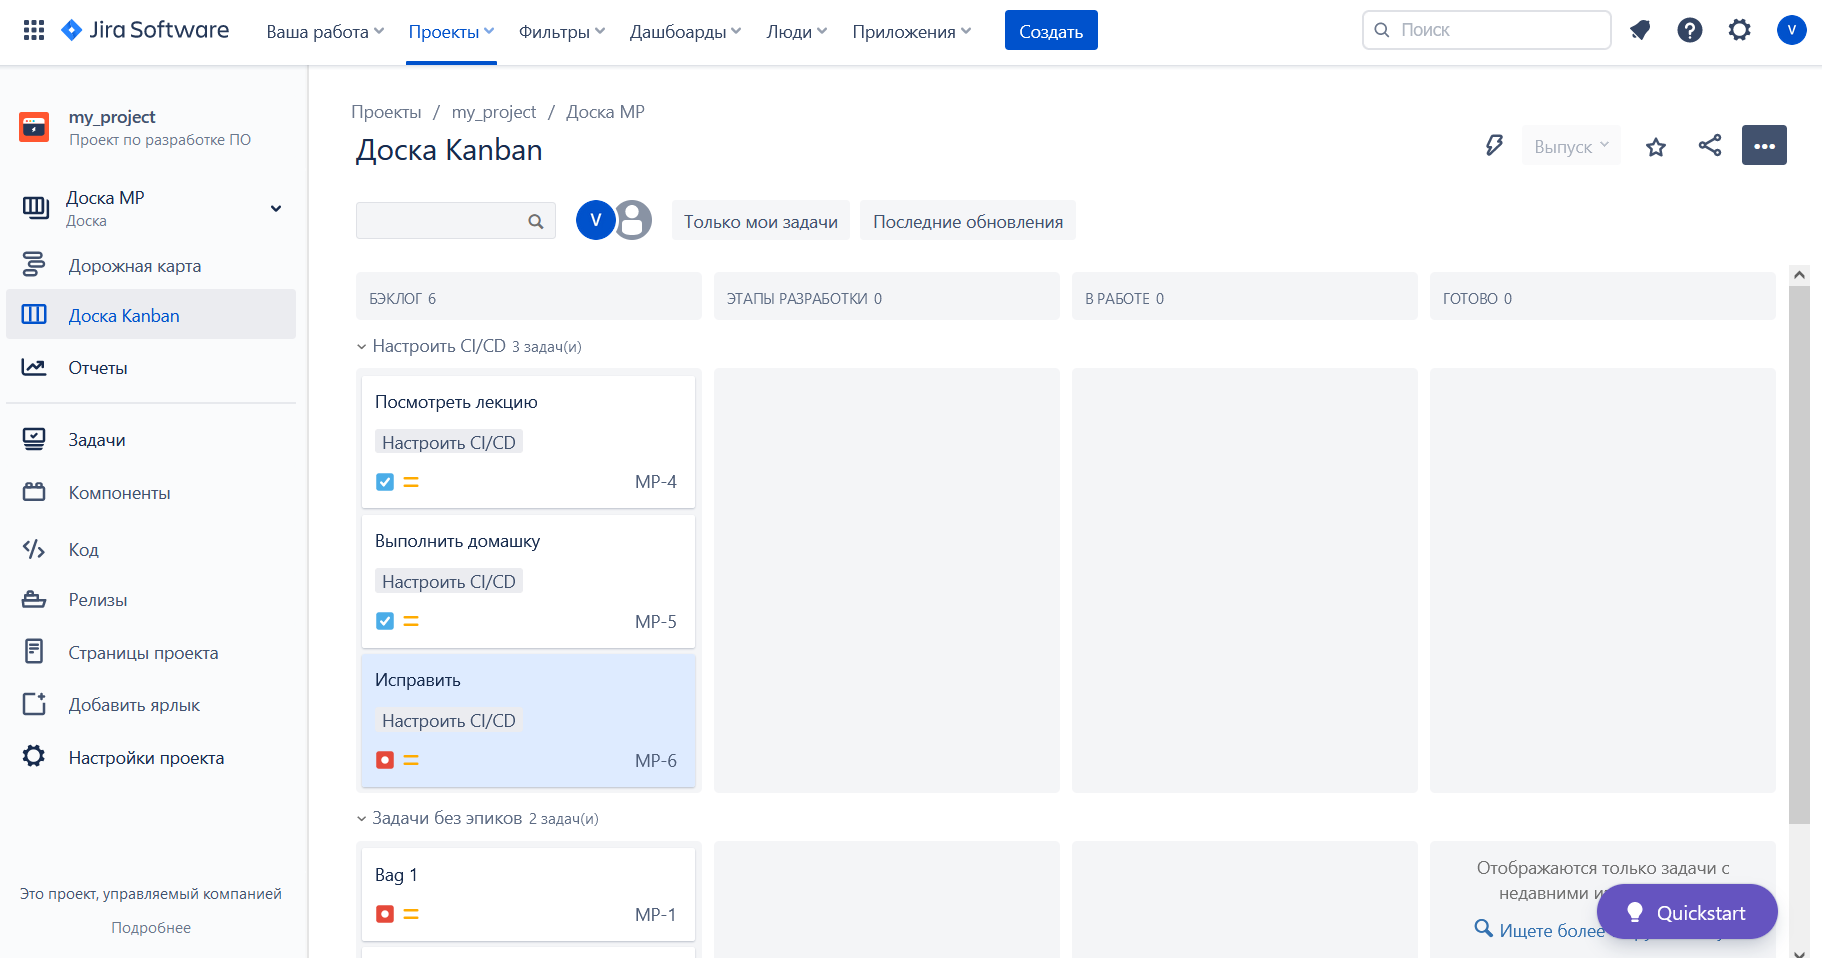 Jira Software
Ваша работа
Проекты
Фильтры
Дашборды
Люди
Приложения
Создать
Поиск
V
my_project
Проект по разработке ПО
Доска MP
Доска
Дорожная карта
Доска Kanban
Отчеты
Задачи
Компоненты
Код
Релизы
Страницы проекта
Добавить ярлык
Настройки проекта
Это проект, управляемый компанией
Подробнее
Проекты / my_project / Доска MP
Доска Kanban
Выпуск
V
Только мои задачи
Последние обновления
БЭКЛОГ 6
ЭТАПЫ РАЗРАБОТКИ 0
В РАБОТЕ 0
ГОТОВО 0
Настроить CI/CD 3 задач(и)
Посмотреть лекцию
Настроить CI/CD
MP-4
Выполнить домашку
Настроить CI/CD
MP-5
Исправить
Настроить CI/CD
MP-6
Задачи без эпиков 2 задач(и)
Bag 1
MP-1
Отображаются только задачи с
недавними
Ищете более
Quickstart